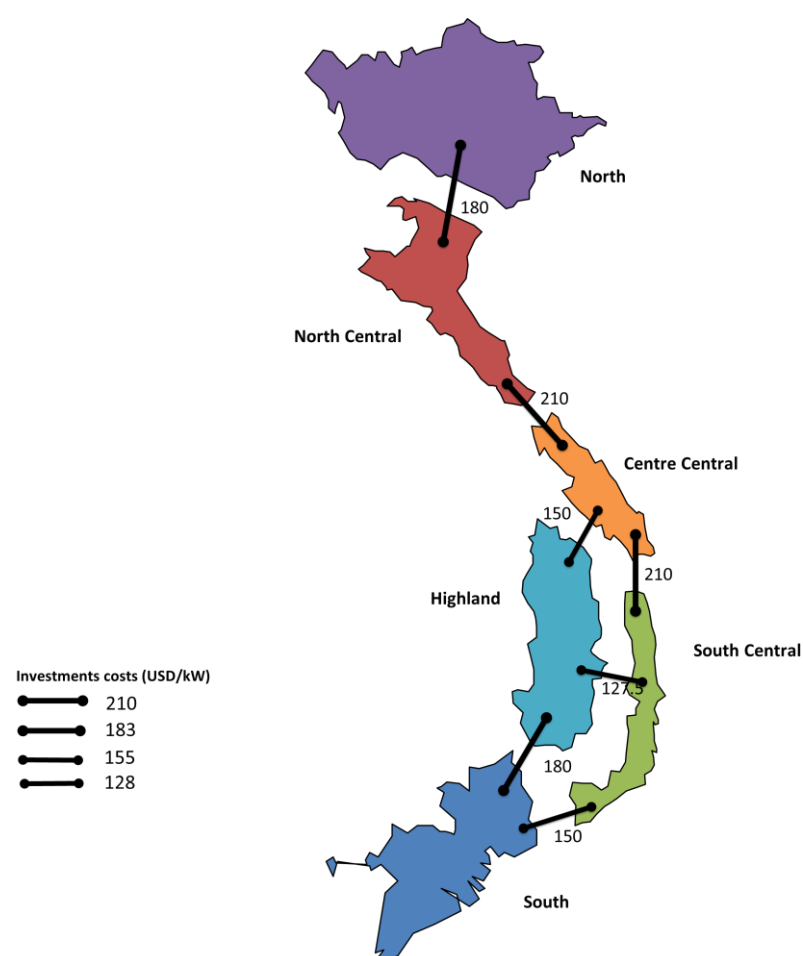 North
180
North Central
210
Centre Central
150
210
Highland
South Central
127.5
180
150
South
Investments costs (USD/kW)
210
183
155
128